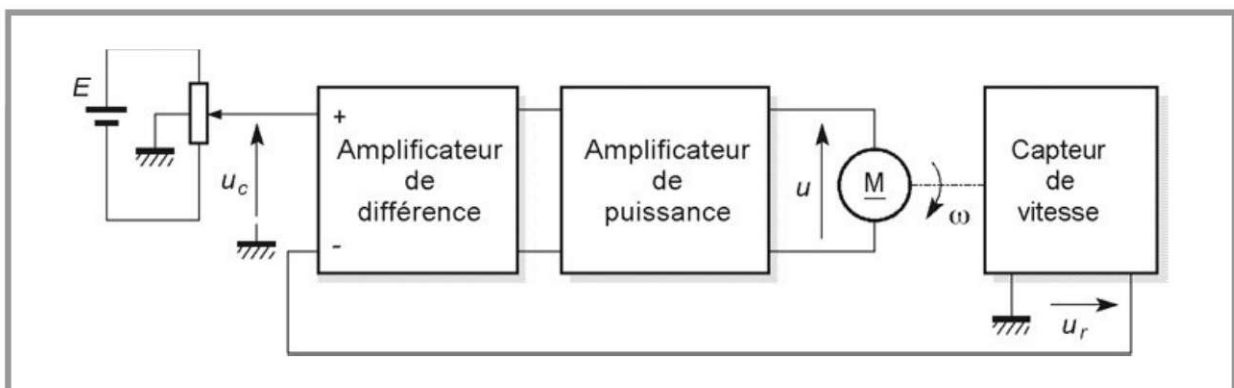 E
u_c
+
-
Amplificateur
de
différence
Amplificateur
de
puissance
u
M
ω
Capteur
de
vitesse
u_r